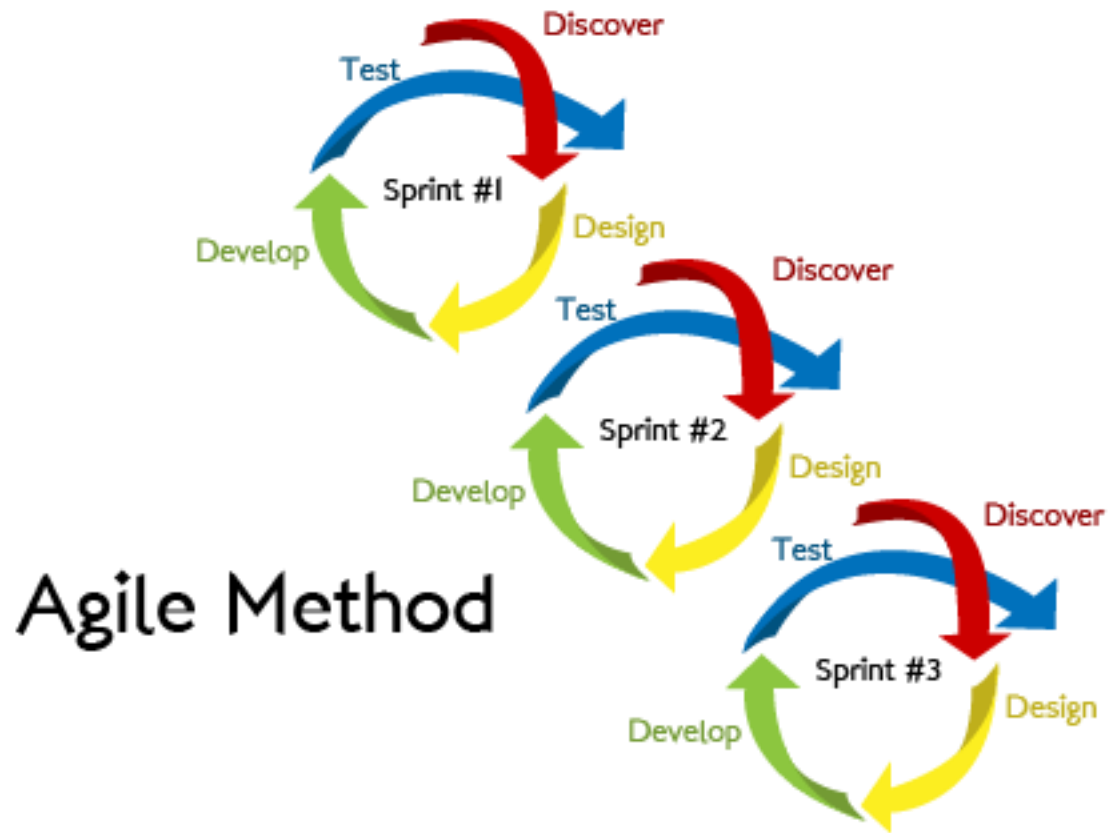 Discover
Test
Sprint #1
Design
Develop
Discover
Test
Sprint #2
Design
Develop
Discover
Test
Agile Method
Sprint #3
Design
Develop